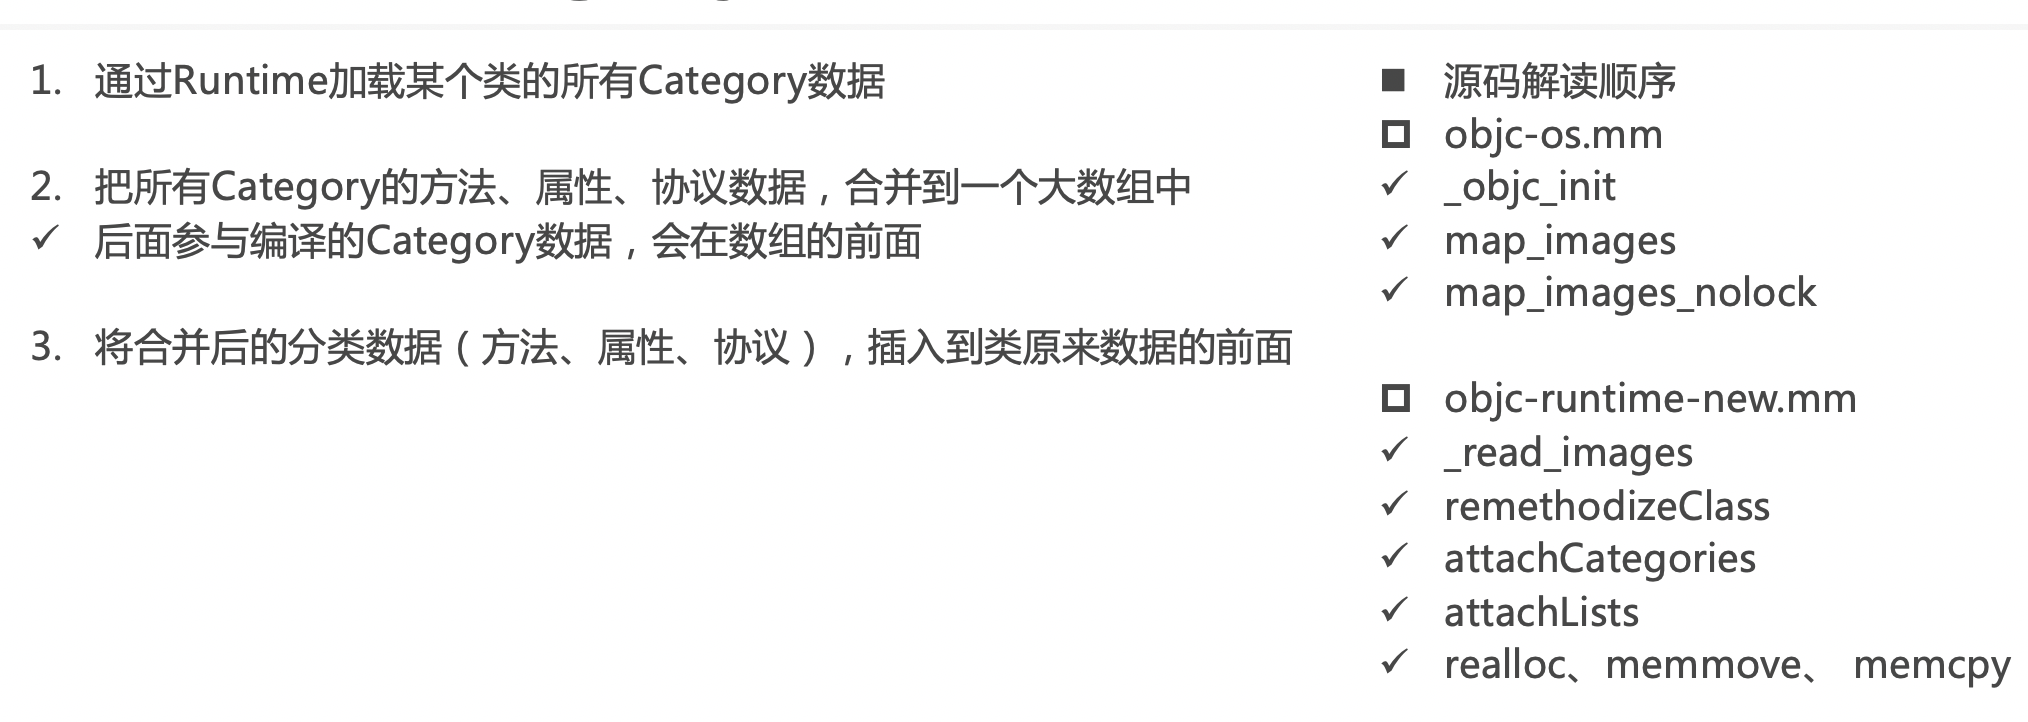 1. 通过Runtime加载某个类的所有Category数据
2. 把所有Category的方法、属性、协议数据，合并到一个大数组中
✓ 后面参与编译的Category数据，会在数组的前面
3. 将合并后的分类数据（方法、属性、协议），插入到类原来数据的前面
■ 源码解读顺序
□ objc-os.mm
✓ _objc_init
✓ map_images
✓ map_images_nolock
□ objc-runtime-new.mm
✓ _read_images
✓ remethodizeClass
✓ attachCategories
✓ attachLists
✓ realloc、memmove、 memcpy